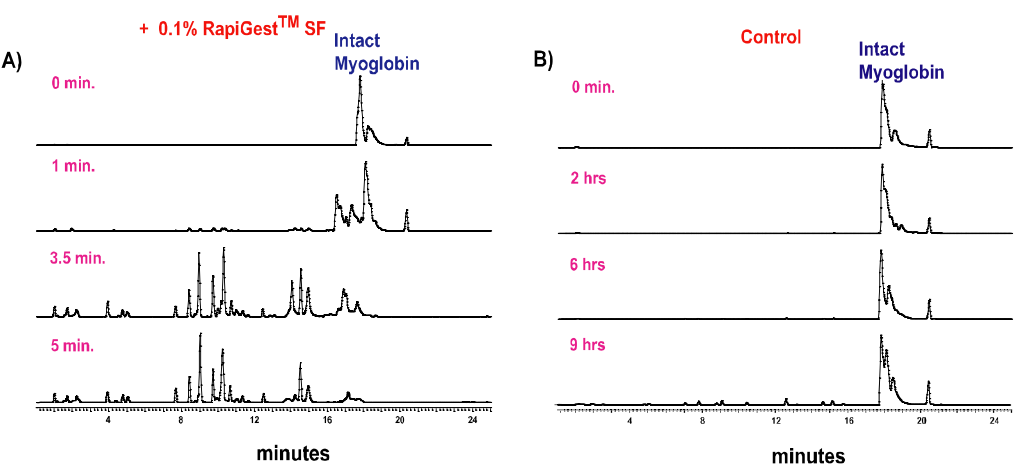 + 0.1% RapiGest™ SF
A)
Intact
Myoglobin
0 min.
1 min.
3.5 min.
5 min.
4 8 12 16 20 24
minutes
Control
B)
Intact
Myoglobin
0 min.
2 hrs
6 hrs
9 hrs
4 8 12 16 20 24
minutes